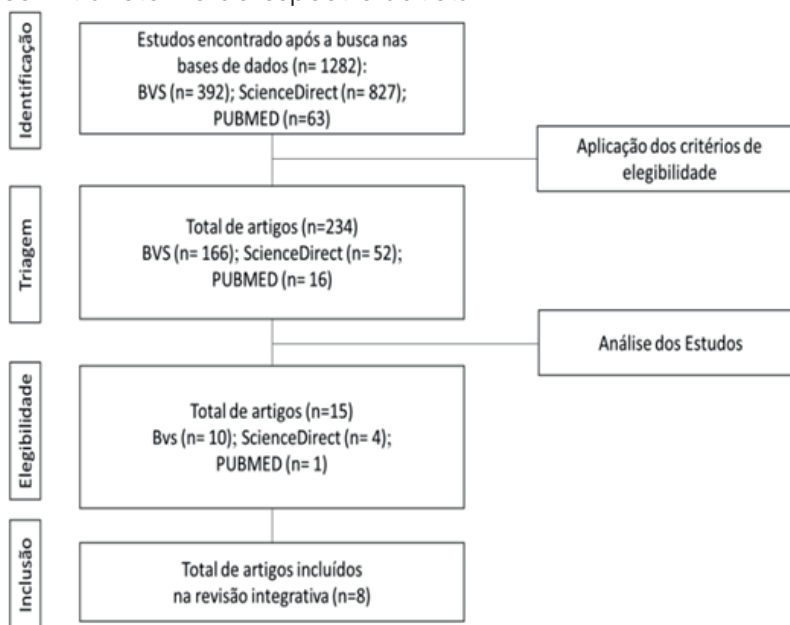 Identificação
Estudos encontrado após a busca nas
bases de dados (n= 1282):
BVS (n= 392); ScienceDirect (n= 827);
PUBMED (n=63)
Aplicação dos critérios de
elegibilidade
Triagem
Total de artigos (n=234)
BVS (n= 166); ScienceDirect (n= 52);
PUBMED (n= 16)
Análise dos Estudos
Elegibilidade
Total de artigos (n=15)
Bvs (n= 10); ScienceDirect (n= 4);
PUBMED (n= 1)
Inclusão
Total de artigos incluídos
na revisão integrativa (n=8)